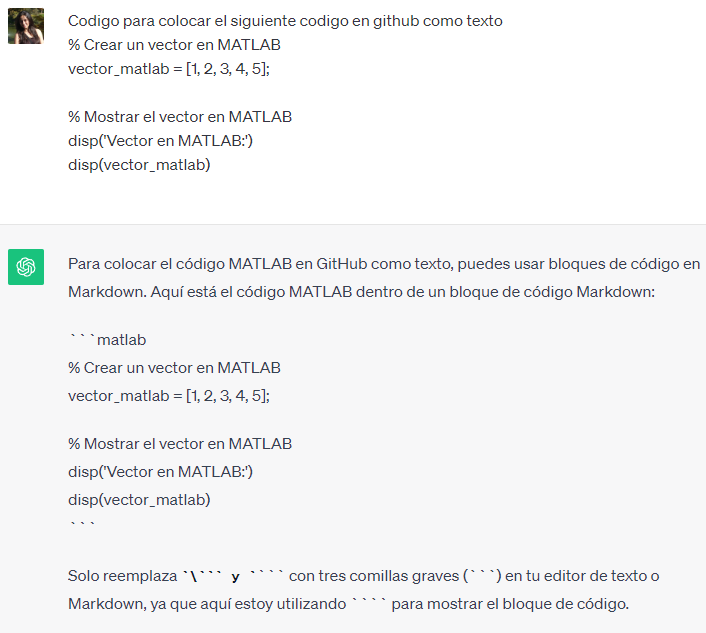 Codigo para colocar el siguiente codigo en github como texto
% Crear un vector en MATLAB
vector_matlab = [1, 2, 3, 4, 5];
% Mostrar el vector en MATLAB
disp('Vector en MATLAB:')
disp(vector_matlab)
Para colocar el código MATLAB en GitHub como texto, puedes usar bloques de código en
Markdown. Aquí está el código MATLAB dentro de un bloque de código Markdown:
```matlab
% Crear un vector en MATLAB
vector_matlab = [1, 2, 3, 4, 5];
% Mostrar el vector en MATLAB
disp('Vector en MATLAB:')
disp(vector_matlab)
```
Solo reemplaza `\``` y ````` con tres comillas graves (```) en tu editor de texto o
Markdown, ya que aquí estoy utilizando ```` para mostrar el bloque de código.